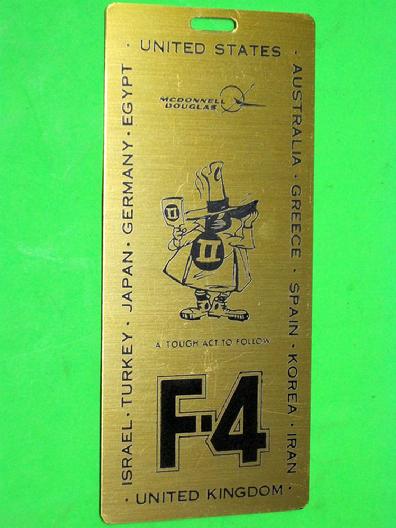 · UNITED STATES ·
MCDONNELL
DOUGLAS
ISRAEL · TURKEY · JAPAN · GERMANY · EGYPT
AUSTRALIA · GREECE · SPAIN · KOREA · IRAN
II
II
A TOUGH ACT TO FOLLOW
F-4
· UNITED KINGDOM ·